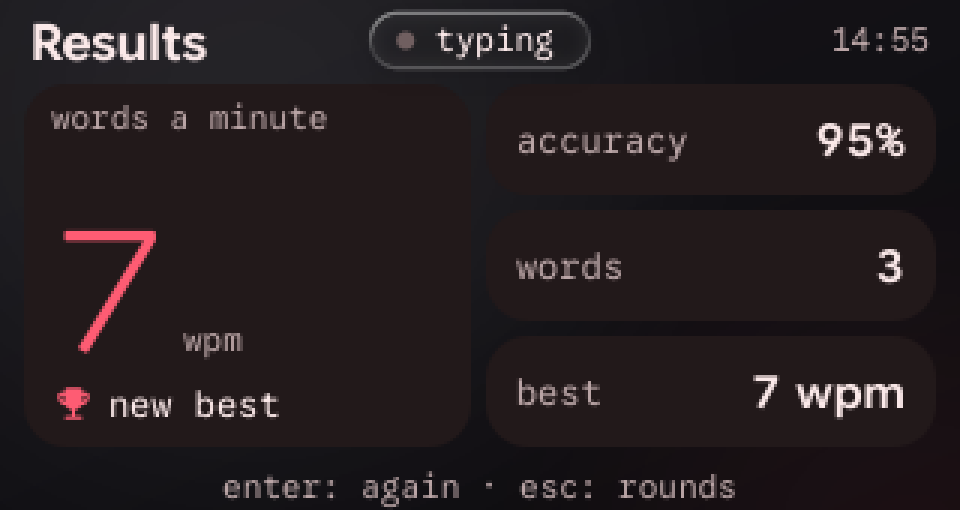 Results
typing
14:55
words a minute
7 wpm
new best
accuracy 95%
words 3
best 7 wpm
enter: again · esc: rounds